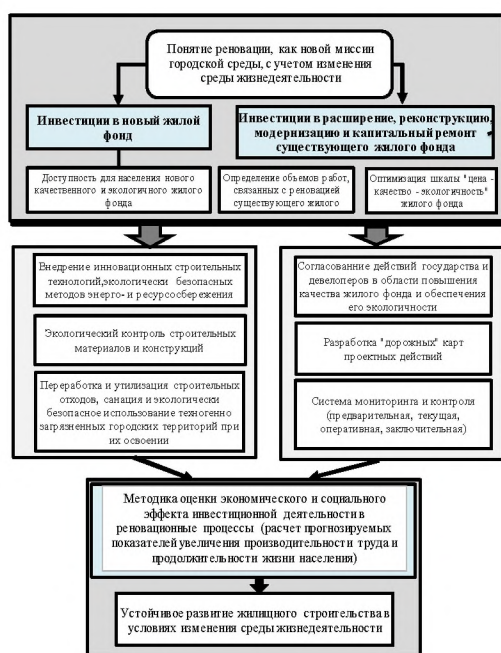 Понятие реновации, как новой миссии
городской среды, с учетом изменения
среды жизнедеятельности
Инвестиции в новый жилой
фонд
Инвестиции в расширение, реконструкцию,
модернизацию и капитальный ремонт
существующего жилого фонда
Доступность для населения нового
качественного и экологичного жилого
фонда
Определение объемов работ,
связанных с реновацией
существующего жилого
Оптимизация шкалы "цена -
качество - экологичность"
жилого фонда
Внедрение инновационных строительных
технологий,экологически безопасных
методов энерго- и ресурсосбережения
Экологический контроль строительных
материалов и конструкций
Переработка и утилизация строительных
отходов, санация и экологически
безопасное использование техногенно
загрязненных городских территорий при
их освоении
Согласование действий государства и
девелоперов в области повышения
качества жилого фонда и обеспечения
его экологичности
Разработка "дорожных" карт
проектных действий
Система мониторинга и контроля
(предварительная, текущая,
оперативная, заключительная)
Методика оценки экономического и социального
эффекта инвестиционной деятельности в
реновационные процессы (расчет прогнозируемых
показателей увеличения производительности труда и
продолжительности жизни населения)
Устойчивое развитие жилищного строительства в
условиях изменения среды жизнедеятельности